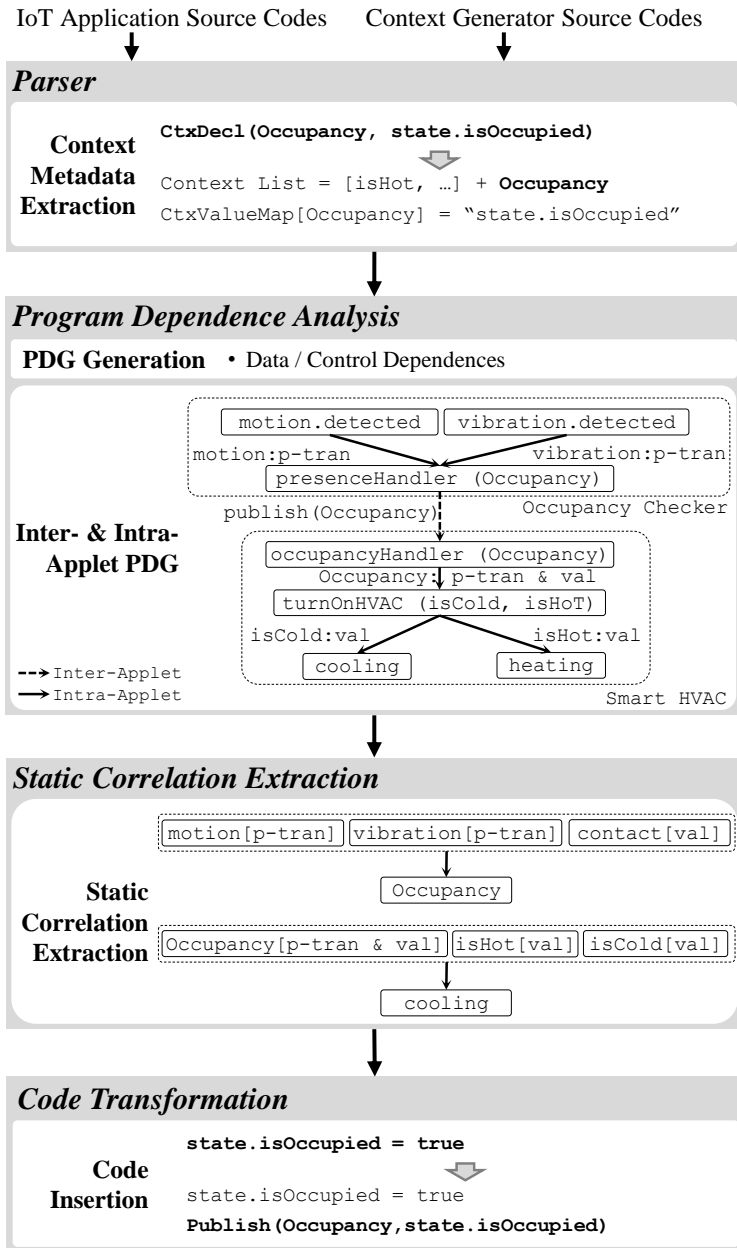 IoT Application Source Codes
Context Generator Source Codes
Parser
Context
Metadata
Extraction
CtxDecl(Occupancy, state.isOccupied)
Context List = [isHot, …] + Occupancy
CtxValueMap[Occupancy] = “state.isOccupied”
Program Dependence Analysis
PDG Generation • Data / Control Dependences
Inter- & Intra-
Applet PDG
motion.detected
vibration.detected
motion:p-tran
vibration:p-tran
presenceHandler (Occupancy)
publish(Occupancy)
Occupancy Checker
occupancyHandler (Occupancy)
Occupancy: p-tran & val
turnOnHVAC (isCold, isHoT)
isCold:val
isHot:val
cooling
heating
Inter-Applet
Intra-Applet
Smart HVAC
Static Correlation Extraction
Static
Correlation
Extraction
motion[p-tran]
vibration[p-tran]
contact[val]
Occupancy
Occupancy[p-tran & val]
isHot[val]
isCold[val]
cooling
Code Transformation
Code
Insertion
state.isOccupied = true
state.isOccupied = true
Publish(Occupancy,state.isOccupied)